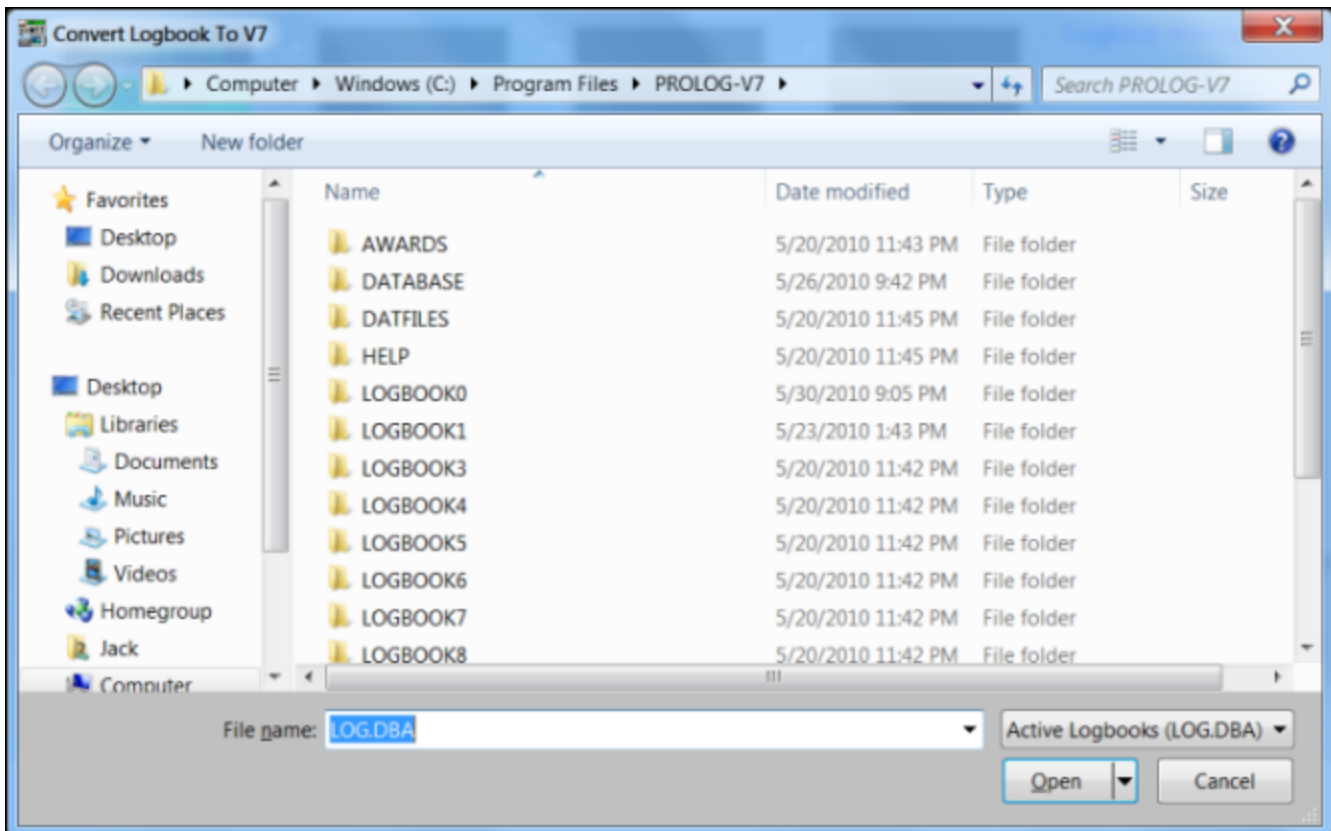 Convert Logbook To V7
Computer Windows (C:) Program Files PROLOG-V7
Search PROLOG-V7
Organize New folder
Favorites
Desktop
Downloads
Recent Places
Desktop
Libraries
Documents
Music
Pictures
Videos
Homegroup
Jack
Computer
Name Date modified Type Size
AWARDS 5/20/2010 11:43 PM File folder
DATABASE 5/26/2010 9:42 PM File folder
DATFILES 5/20/2010 11:45 PM File folder
HELP 5/20/2010 11:45 PM File folder
LOGBOOK0 5/30/2010 9:05 PM File folder
LOGBOOK1 5/23/2010 1:43 PM File folder
LOGBOOK3 5/20/2010 11:42 PM File folder
LOGBOOK4 5/20/2010 11:42 PM File folder
LOGBOOK5 5/20/2010 11:42 PM File folder
LOGBOOK6 5/20/2010 11:42 PM File folder
LOGBOOK7 5/20/2010 11:42 PM File folder
LOGBOOK8 5/20/2010 11:42 PM File folder
File name: LOG.DBA Active Logbooks (LOG.DBA)
Open Cancel